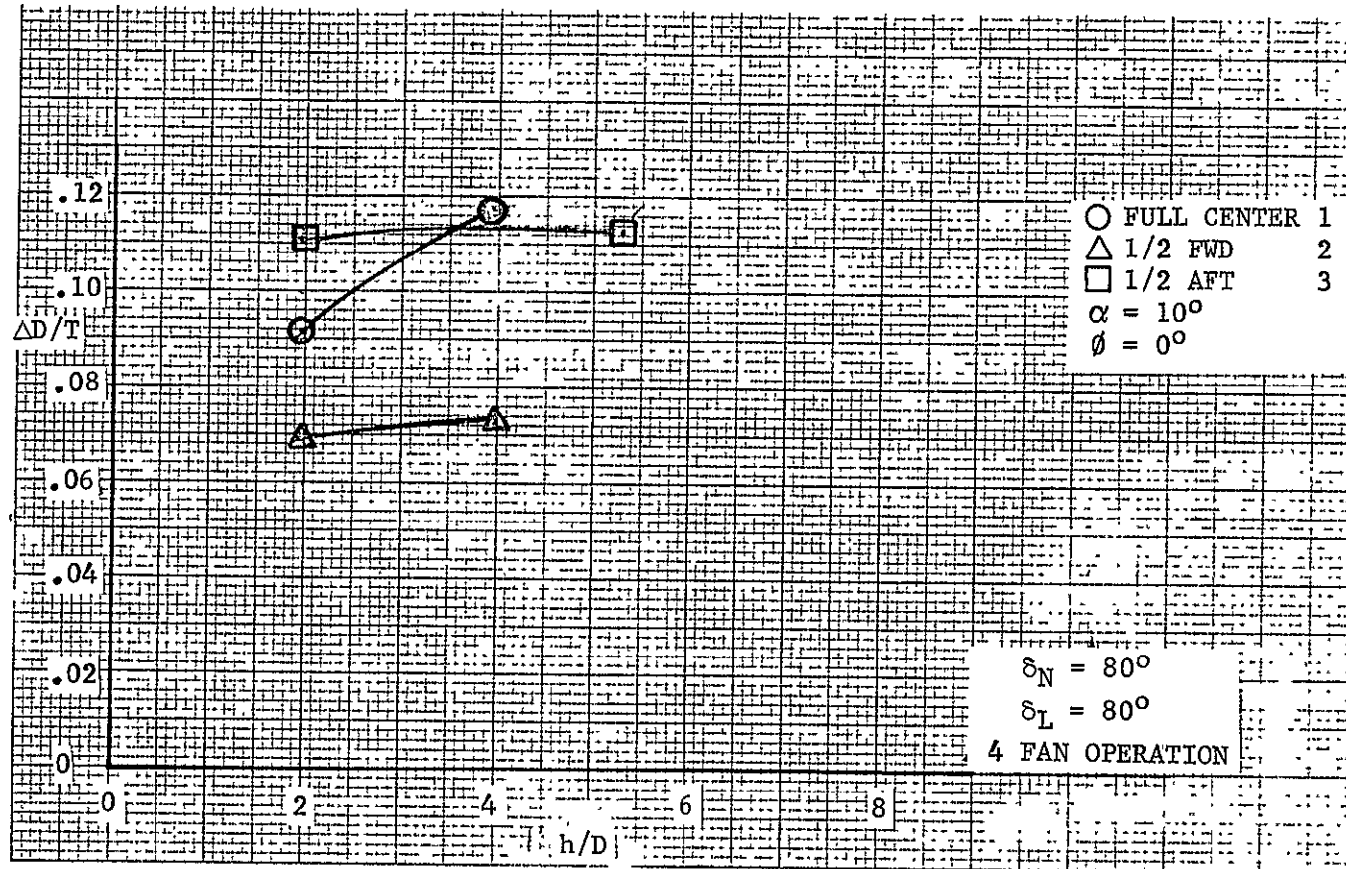 .12
.10
ΔD/T
.08
.06
.04
.02
0
0 2 4 6 8
h/D
○ FULL CENTER 1
△ 1/2 FWD 2
□ 1/2 AFT 3
α = 10°
Ø = 0°
δN = 80°
δL = 80°
4 FAN OPERATION